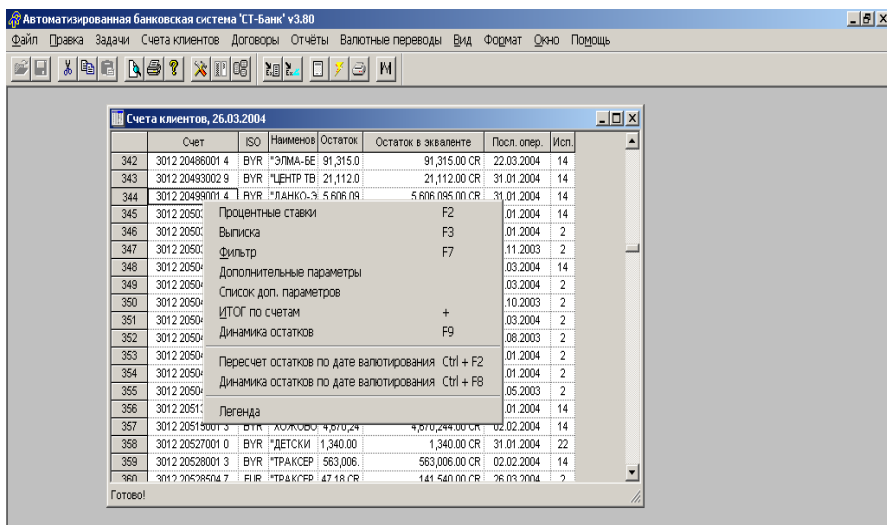 Автоматизированная банковская система 'СТ-Банк' v3.80
Файл Правка Задачи Счета клиентов Договоры Отчёты Валютные переводы Вид Формат Окно Помощь
Счета клиентов, 26.03.2004
Счет ISO Наименов Остаток Остаток в экваленте Посл. опер. Исп.
342 3012 20486001 4 BYR "ЭЛМА-БЕ 91,315.0 91,315.00 CR 22.03.2004 14
343 3012 20493002 9 BYR "ЦЕНТР ТВ 21,112.0 21,112.00 CR 31.01.2004 14
344 3012 20499001 4 BYR "ЛАНКО-Э 5,606,09 5,606,095.00 CR 31.01.2004 14
345 3012 2050 Процентные ставки F2 .01.2004 14
346 3012 2050 Выписка F3 .01.2004 2
347 3012 2050 Фильтр F7 .11.2003 2
348 3012 2050 Дополнительные параметры .03.2004 14
349 3012 2050 Список доп. параметров .03.2004 2
350 3012 2050 ИТОГ по счетам + .10.2003 2
351 3012 2050 Динамика остатков F9 .03.2004 2
352 3012 2050 .08.2003 2
353 3012 2050 Пересчет остатков по дате валютирования Ctrl + F2 .01.2004 2
354 3012 2050 Динамика остатков по дате валютирования Ctrl + F8 .01.2004 2
355 3012 2050 .05.2003 2
356 3012 2051 Легенда .01.2004 14
357 3012 20515001 3 BYR "ХОЖОВО 4,670,24 4,670,244.00 CR 02.02.2004 14
358 3012 20527001 0 BYR "ДЕТСКИ 1,340.00 1,340.00 CR 31.01.2004 22
359 3012 20528001 3 BYR "ТРАКСЕР 563,006. 563,006.00 CR 02.02.2004 14
360 3012 20528504 7 EUR "ТРАКСЕР 47.18 CR 141,540.00 CR 26.03.2004 2
Готово!